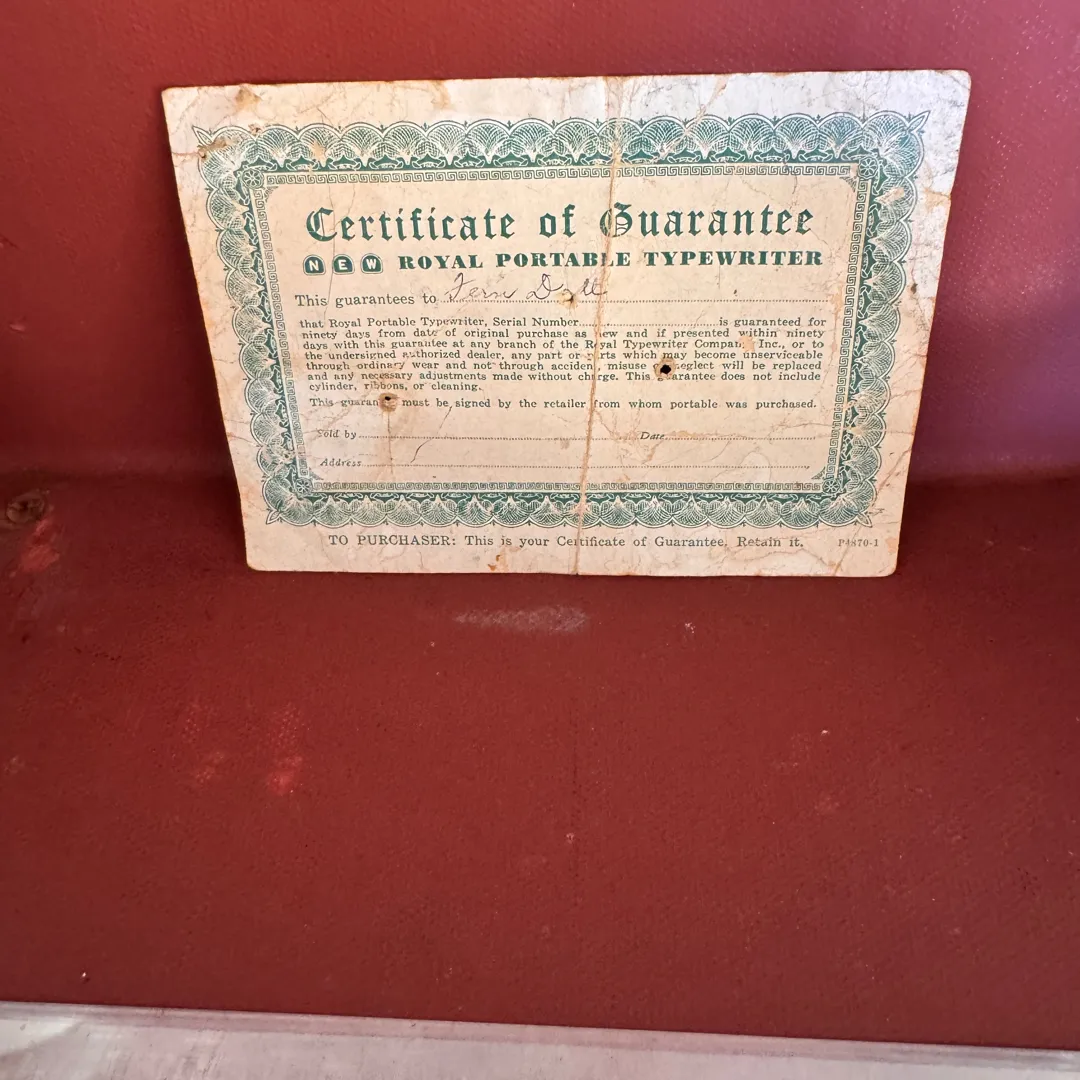 Certificate of Guarantee
NEW ROYAL PORTABLE TYPEWRITER
This guarantees to Fern
that Royal Portable Typewriter, Serial Number is guaranteed for
ninety days from date of original purchase as new and if presented within ninety
days with this guarantee at any branch of the Royal Typewriter Company, Inc., or to
the undersigned authorized dealer, any part or parts which may become unserviceable
through ordinary wear and not through accident, misuse neglect will be replaced
and any necessary adjustments made without charge. This guarantee does not include
cylinder, ribbons, or cleaning.
This guarantee must be signed by the retailer from whom portable was purchased.
Sold by Date
Address
TO PURCHASER: This is your Certificate of Guarantee. Retain it. P4870-1